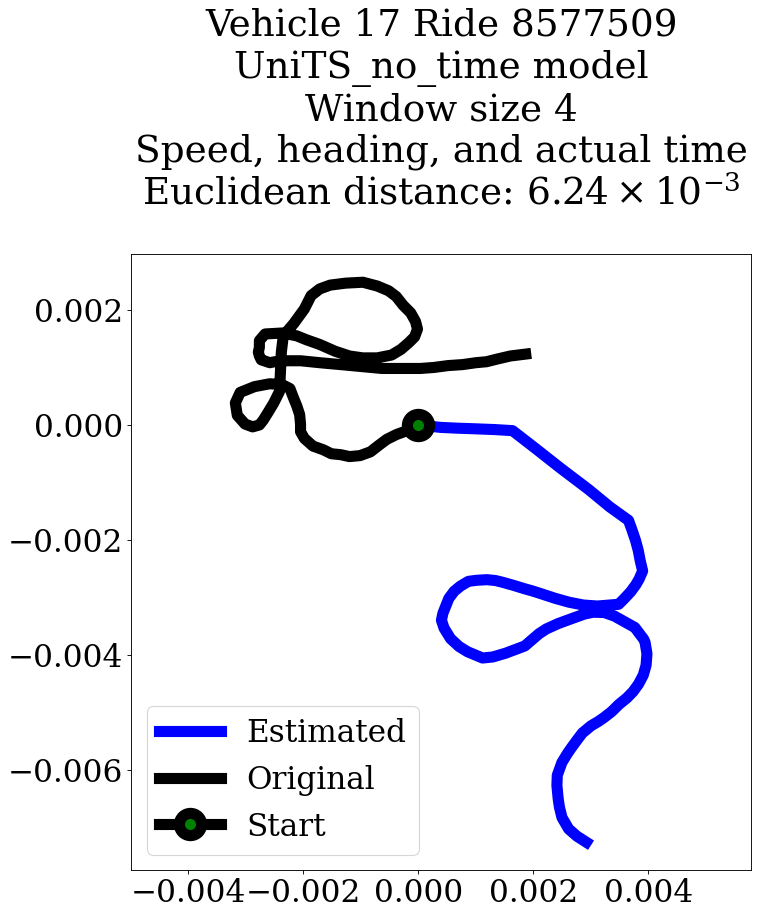 Vehicle 17 Ride 8577509
UniTS_no_time model
Window size 4
Speed, heading, and actual time
Euclidean distance: 6.24 × 10⁻³
0.002
0.000
−0.002
−0.004
−0.006
Estimated
Original
Start
−0.004 −0.002 0.000 0.002 0.004